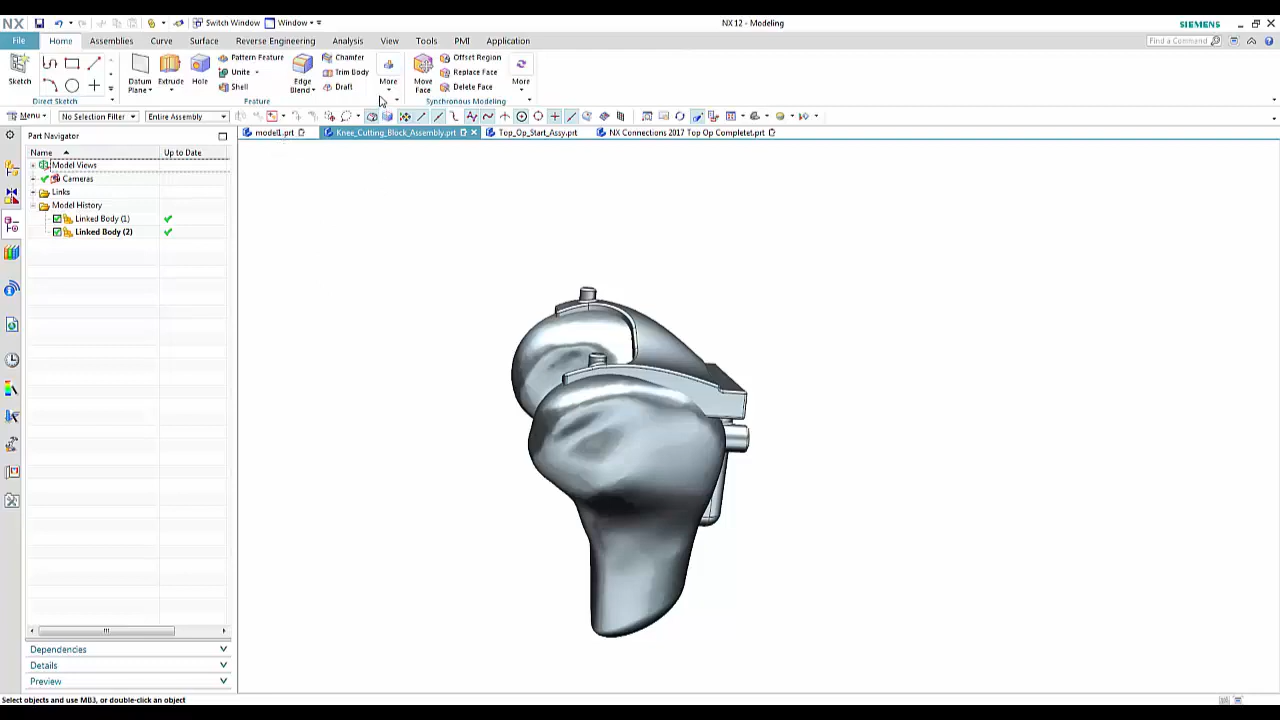 NX
Switch Window
Window
NX 12 - Modeling
SIEMENS
File
Home
Assemblies
Curve
Surface
Reverse Engineering
Analysis
View
Tools
PMI
Application
Find a Command
Sketch
Direct Sketch
Datum Plane
Extrude
Hole
Pattern Feature
Unite
Shell
Edge Blend
Chamfer
Trim Body
Draft
More
Feature
Move Face
Offset Region
Replace Face
Delete Face
More
Synchronous Modeling
Menu
No Selection Filter
Entire Assembly
Part Navigator
model1.prt
Knee_Cutting_Block_Assembly.prt
Top_Op_Start_Assy.prt
NX Connections 2017 Top Op Complete1.prt
Name
Up to Date
Model Views
Cameras
Links
Model History
Linked Body (1)
Linked Body (2)
Dependencies
Details
Preview
Select objects and use MB3, or double-click an object